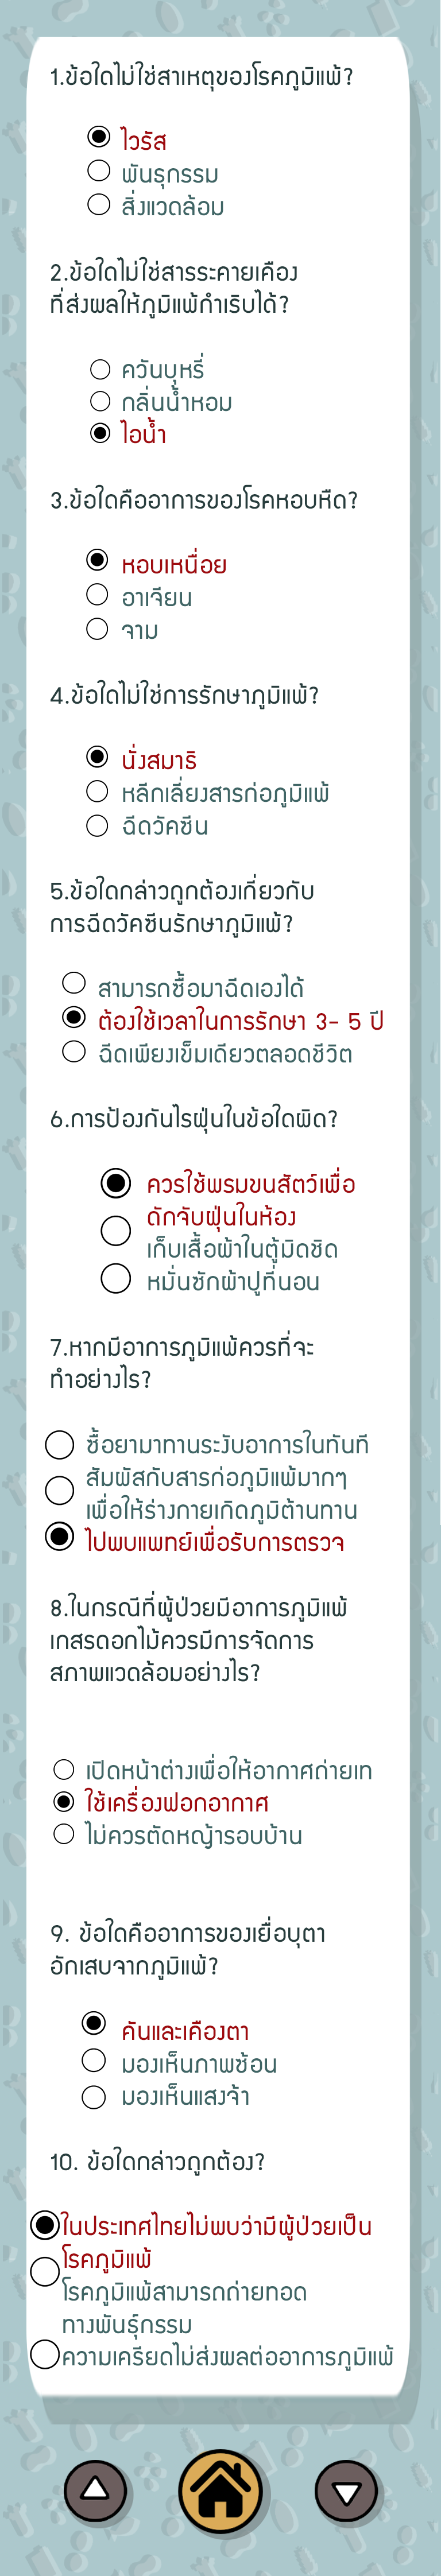 1.ข้อใดไม่ใช่สาเหตุของโรคภูมิแพ้?
ไวรัส
พันธุกรรม
สิ่งแวดล้อม
2.ข้อใดไม่ใช่สารระคายเคือง
ที่ส่งผลให้ภูมิแพ้กำเริบได้?
ควันบุหรี่
กลิ่นน้ำหอม
ไอน้ำ
3.ข้อใดคืออาการของโรคหอบหืด?
หอบเหนื่อย
อาเจียน
จาม
4.ข้อใดไม่ใช่การรักษาภูมิแพ้?
นั่งสมาธิ
หลีกเลี่ยงสารก่อภูมิแพ้
ฉีดวัคซีน
5.ข้อใดกล่าวถูกต้องเกี่ยวกับ
การฉีดวัคซีนรักษาภูมิแพ้?
สามารถซื้อมาฉีดเองได้
ต้องใช้เวลาในการรักษา 3- 5 ปี
ฉีดเพียงเข็มเดียวตลอดชีวิต
6.การป้องกันไรฝุ่นในข้อใดผิด?
ควรใช้พรมขนสัตว์เพื่อ
ดักจับฝุ่นในห้อง
เก็บเสื้อผ้าในตู้มิดชิด
หมั่นซักผ้าปูที่นอน
7.หากมีอาการภูมิแพ้ควรที่จะ
ทำอย่างไร?
ซื้อยามาทานระงับอาการในทันที
สัมผัสกับสารก่อภูมิแพ้มากๆ
เพื่อให้ร่างกายเกิดภูมิต้านทาน
ไปพบแพทย์เพื่อรับการตรวจ
8.ในกรณีที่ผู้ป่วยมีอาการภูมิแพ้
เกสรดอกไม้ควรมีการจัดการ
สภาพแวดล้อมอย่างไร?
เปิดหน้าต่างเพื่อให้อากาศถ่ายเท
ใช้เครื่องฟอกอากาศ
ไม่ควรตัดหญ้ารอบบ้าน
9. ข้อใดคืออาการของเยื่อบุตา
อักเสบจากภูมิแพ้?
คันและเคืองตา
มองเห็นภาพซ้อน
มองเห็นแสงจ้า
10. ข้อใดกล่าวถูกต้อง?
ในประเทศไทยไม่พบว่ามีผู้ป่วยเป็น
โรคภูมิแพ้
โรคภูมิแพ้สามารถถ่ายทอด
ทางพันธุ์กรรม
ความเครียดไม่ส่งผลต่ออาการภูมิแพ้